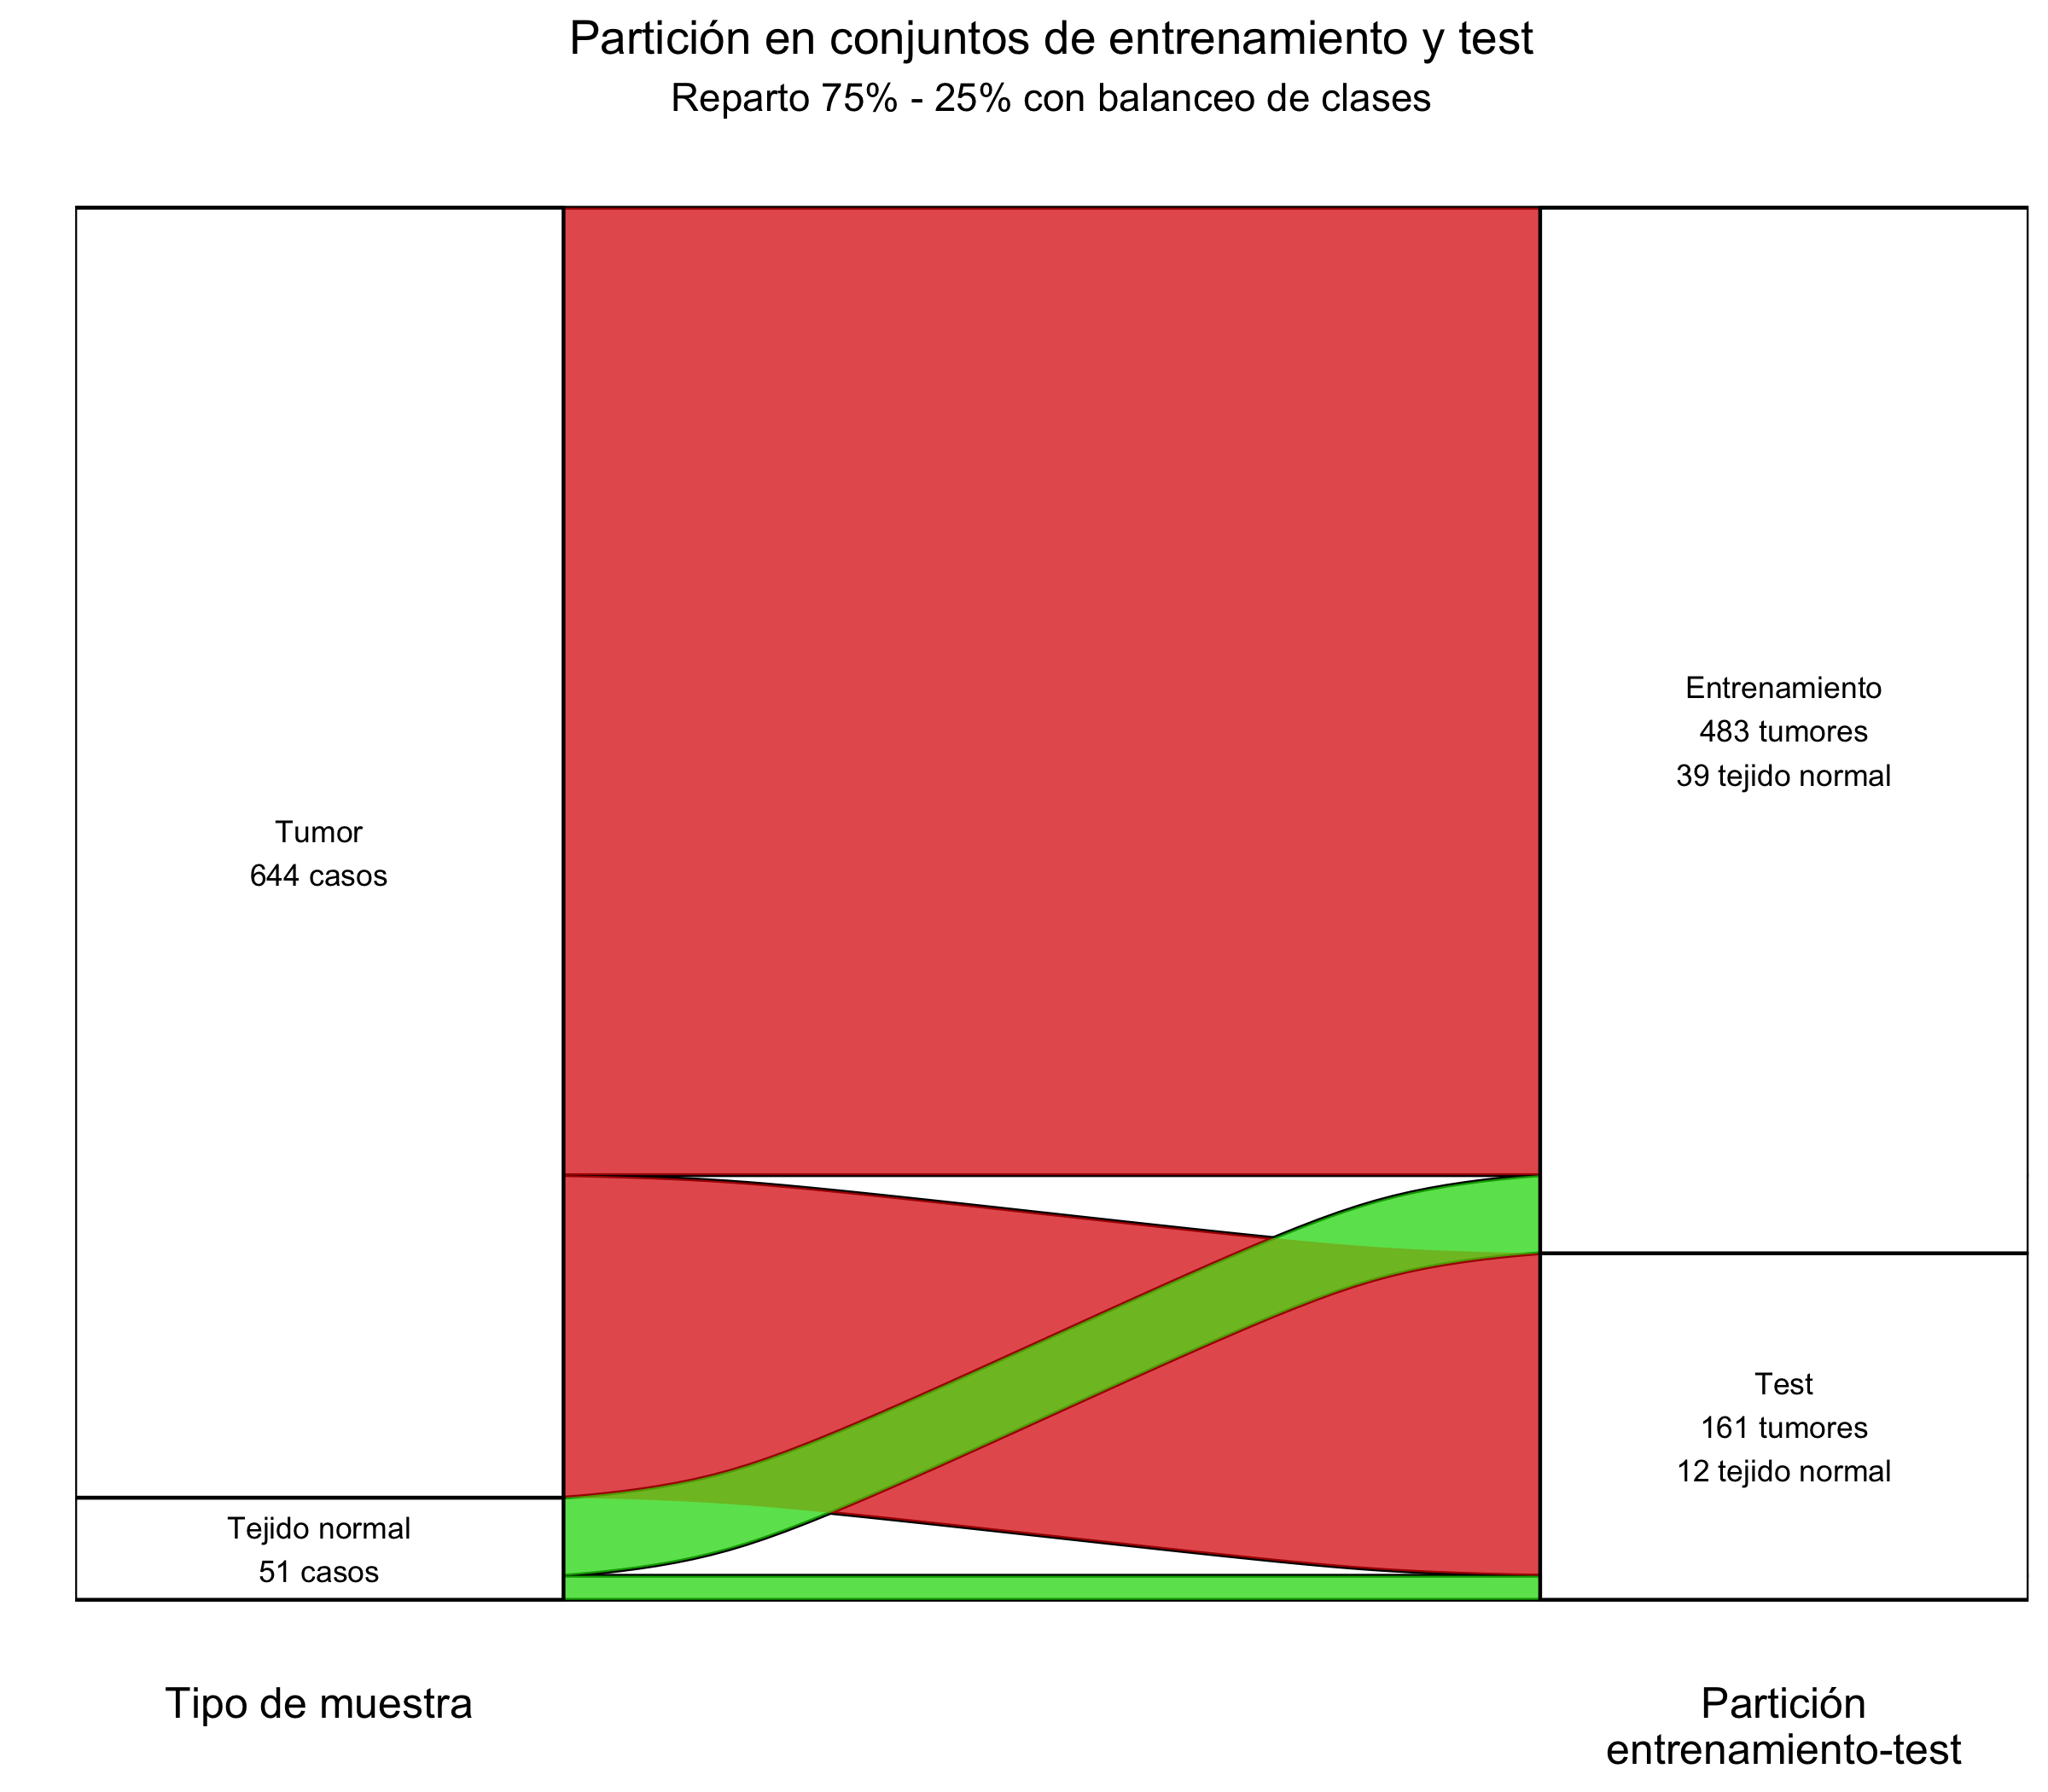 Partición en conjuntos de entrenamiento y test
Reparto 75% - 25% con balanceo de clases
Tumor
644 casos
Tejido normal
51 casos
Entrenamiento
483 tumores
39 tejido normal
Test
161 tumores
12 tejido normal
Tipo de muestra
Partición
entrenamiento-test